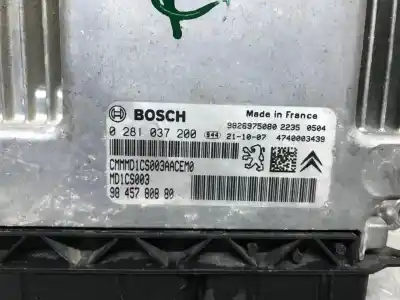 BOSCH
Made in France
0 281 037 200 S44
9826975080 2235 0504
21-10-07 4740003439
CMMMD1CS003AACEM0
MD1CS003
98 457 808 80